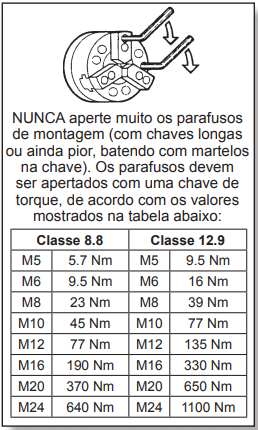 NUNCA aperte muito os parafusos
de montagem (com chaves longas
ou ainda pior, batendo com martelos
na chave). Os parafusos devem
ser apertados com uma chave de
torque, de acordo com os valores
mostrados na tabela abaixo:
Classe 8.8 Classe 12.9
M5 5.7 Nm M5 9.5 Nm
M6 9.5 Nm M6 16 Nm
M8 23 Nm M8 39 Nm
M10 45 Nm M10 77 Nm
M12 77 Nm M12 135 Nm
M16 190 Nm M16 330 Nm
M20 370 Nm M20 650 Nm
M24 640 Nm M24 1100 Nm